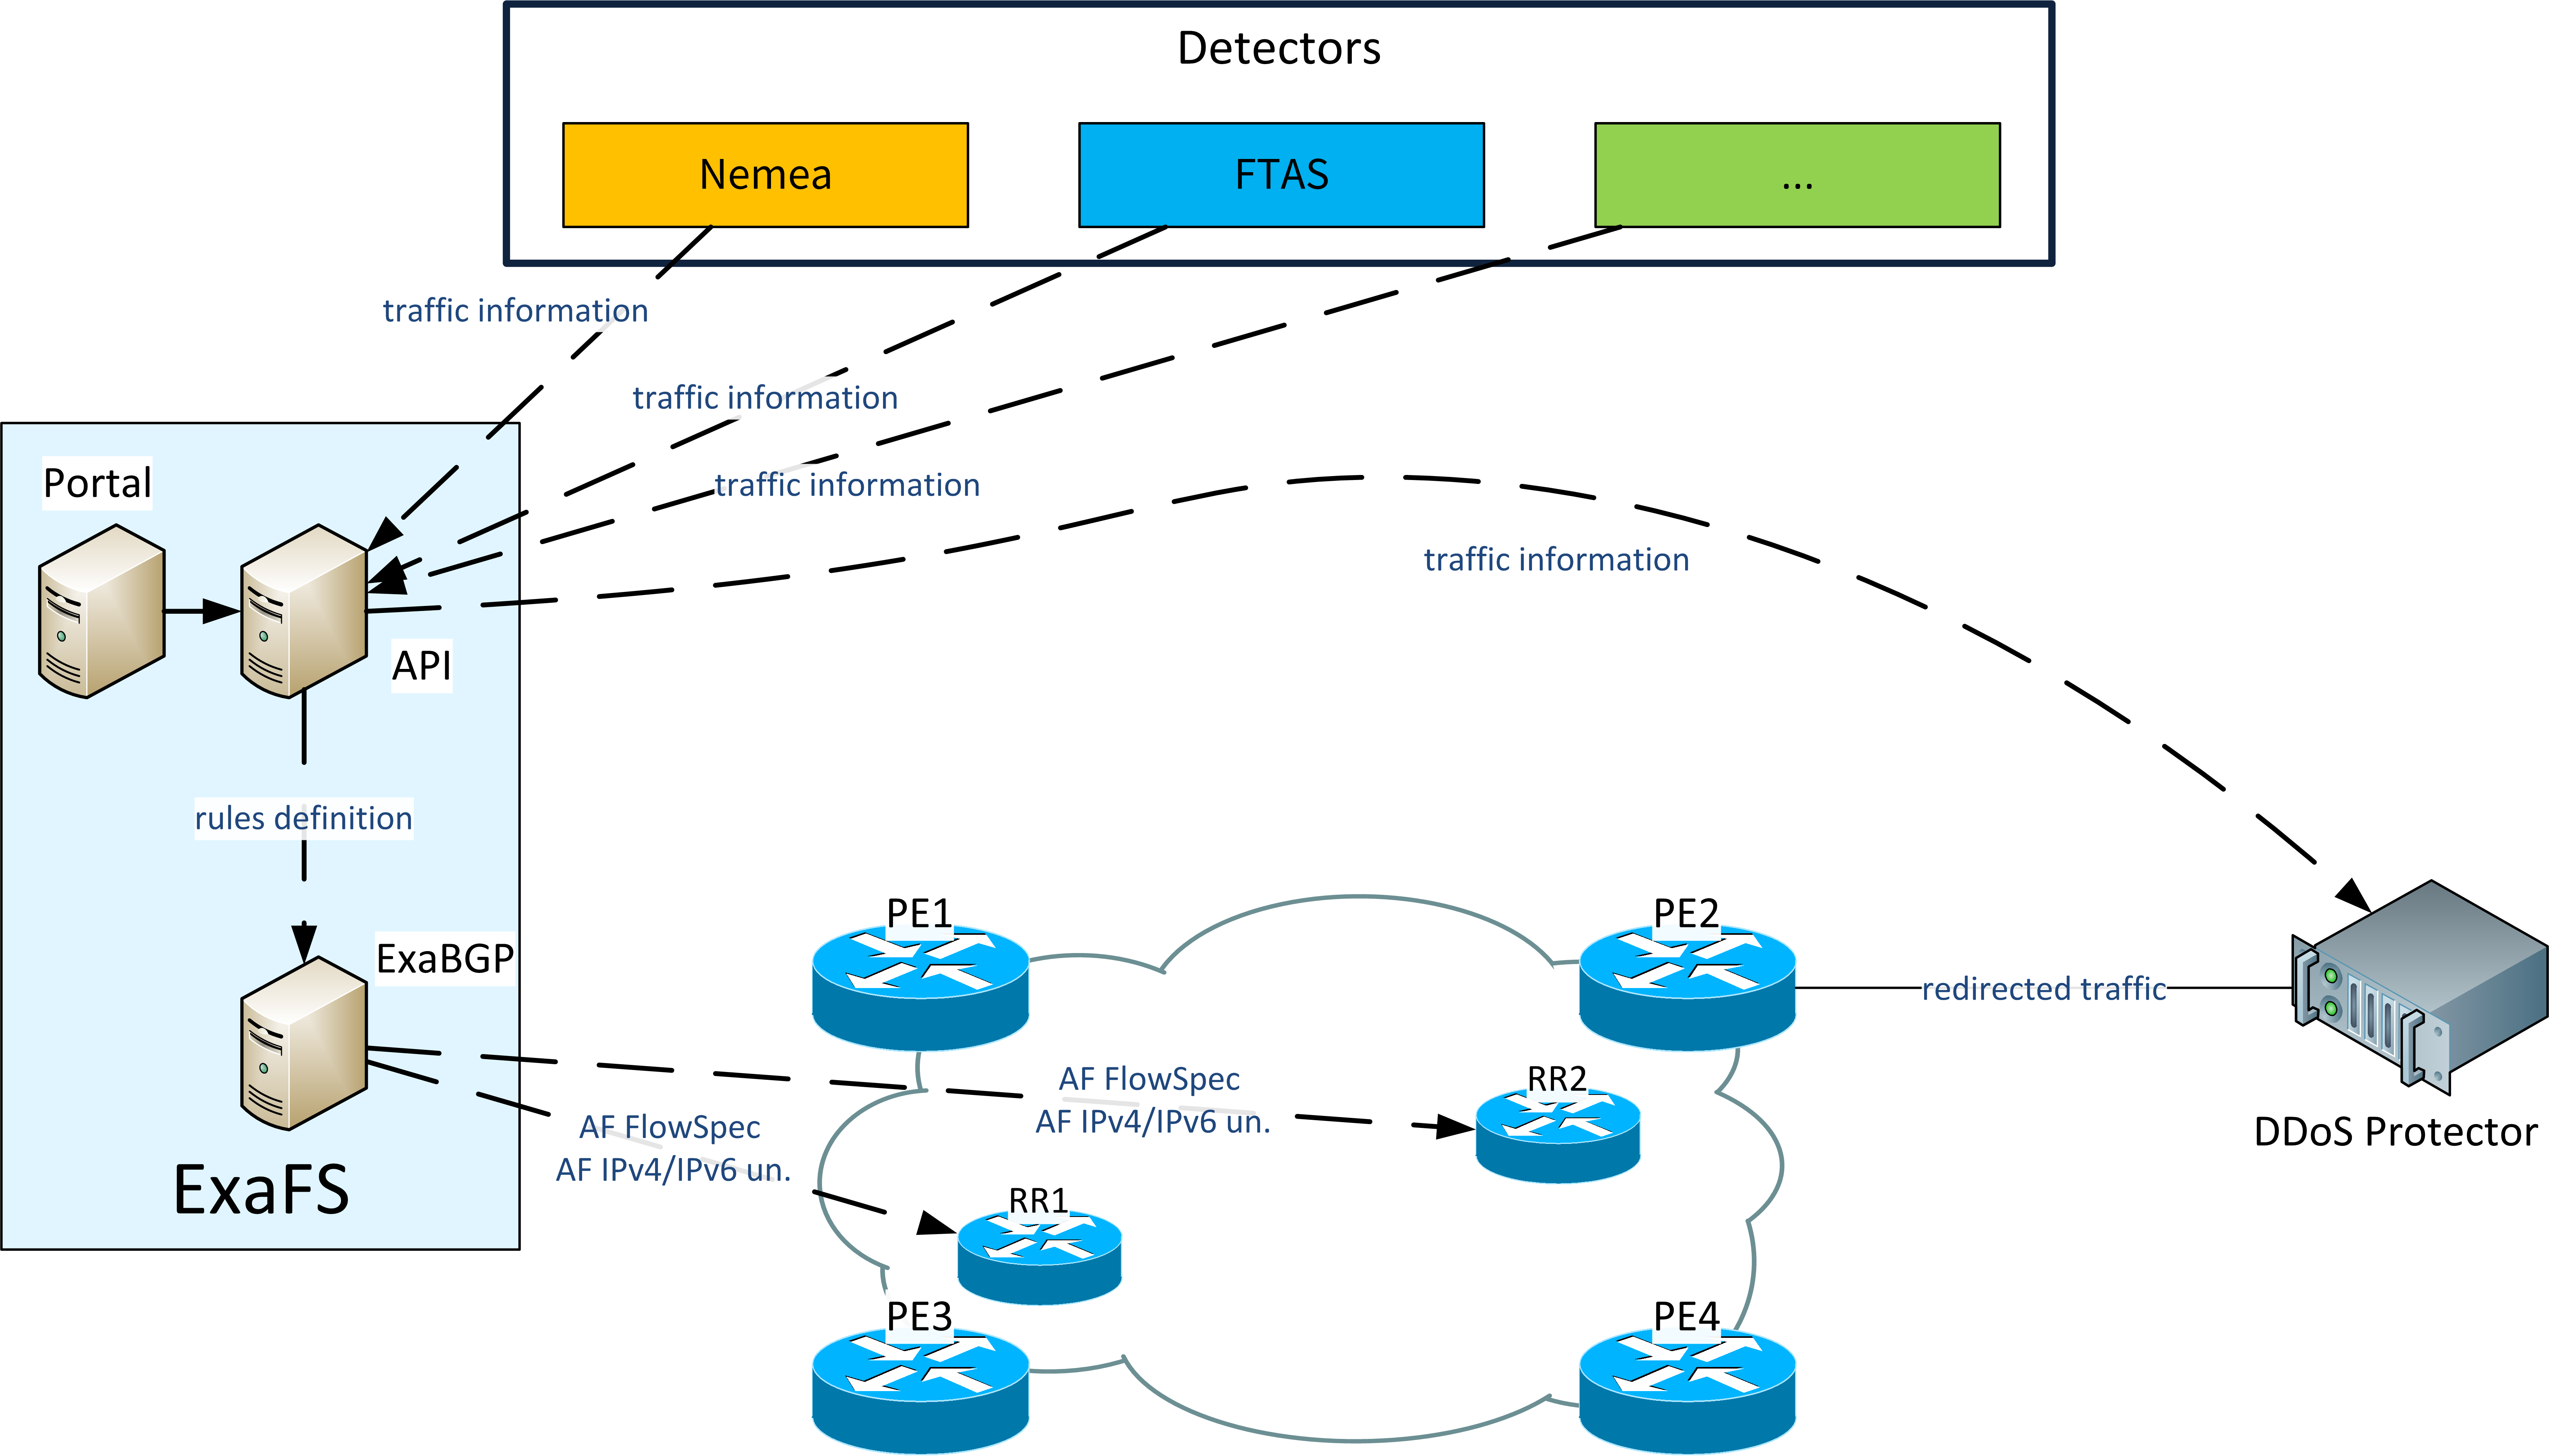 Detectors
Nemea
FTAS
...
traffic information
traffic information
traffic information
traffic information
Portal
API
rules definition
ExaBGP
ExaFS
PE1
PE2
redirected traffic
AF FlowSpec
AF IPv4/IPv6 un.
RR2
AF FlowSpec
AF IPv4/IPv6 un.
DDoS Protector
RR1
PE3
PE4